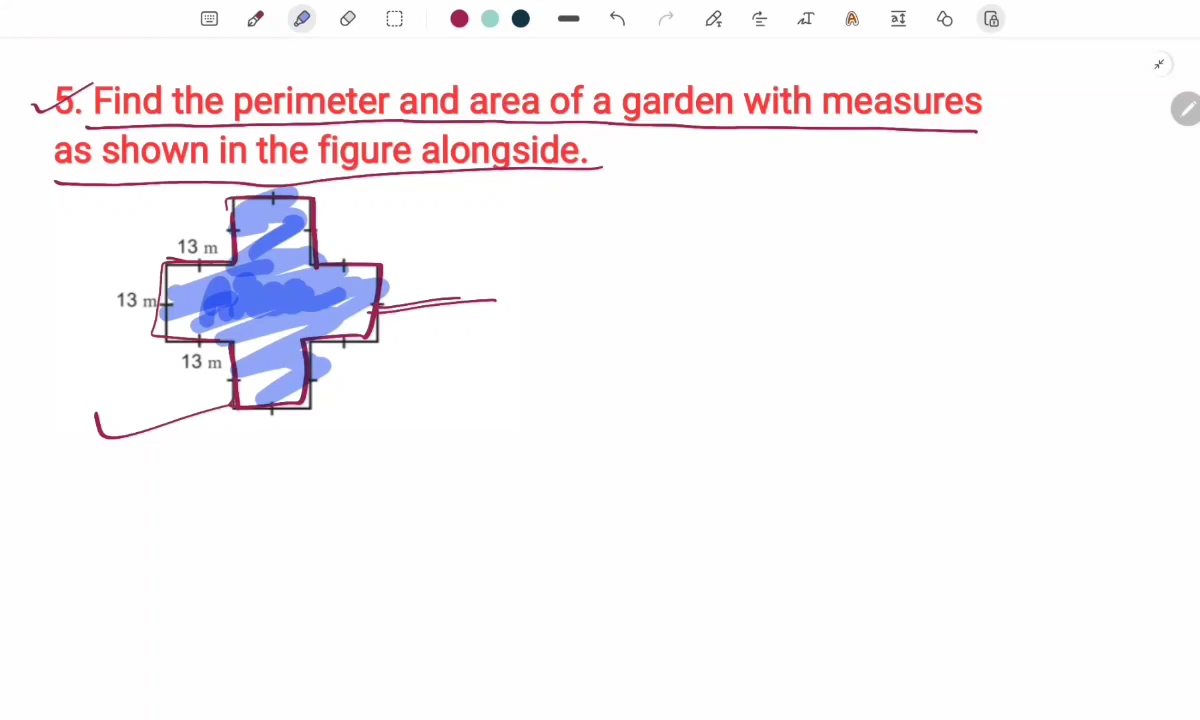 5. Find the perimeter and area of a garden with measures
as shown in the figure alongside.
13 m
13 m
13 m